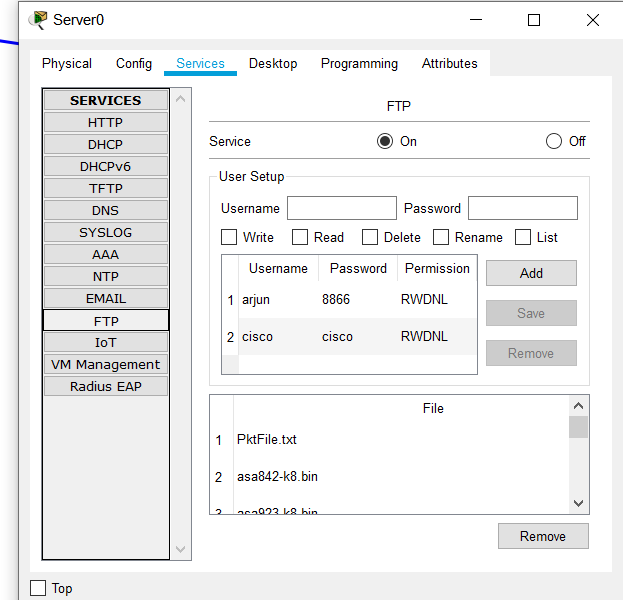 Server0
Physical Config Services Desktop Programming Attributes
SERVICES
HTTP
DHCP
DHCPv6
TFTP
DNS
SYSLOG
AAA
NTP
EMAIL
FTP
IoT
VM Management
Radius EAP
FTP
Service On Off
User Setup
Username Password
Write Read Delete Rename List
Username Password Permission
1 arjun 8866 RWDNL
2 cisco cisco RWDNL
Add
Save
Remove
File
1 PktFile.txt
2 asa842-k8.bin
3 asa923-k8.bin
Remove
Top